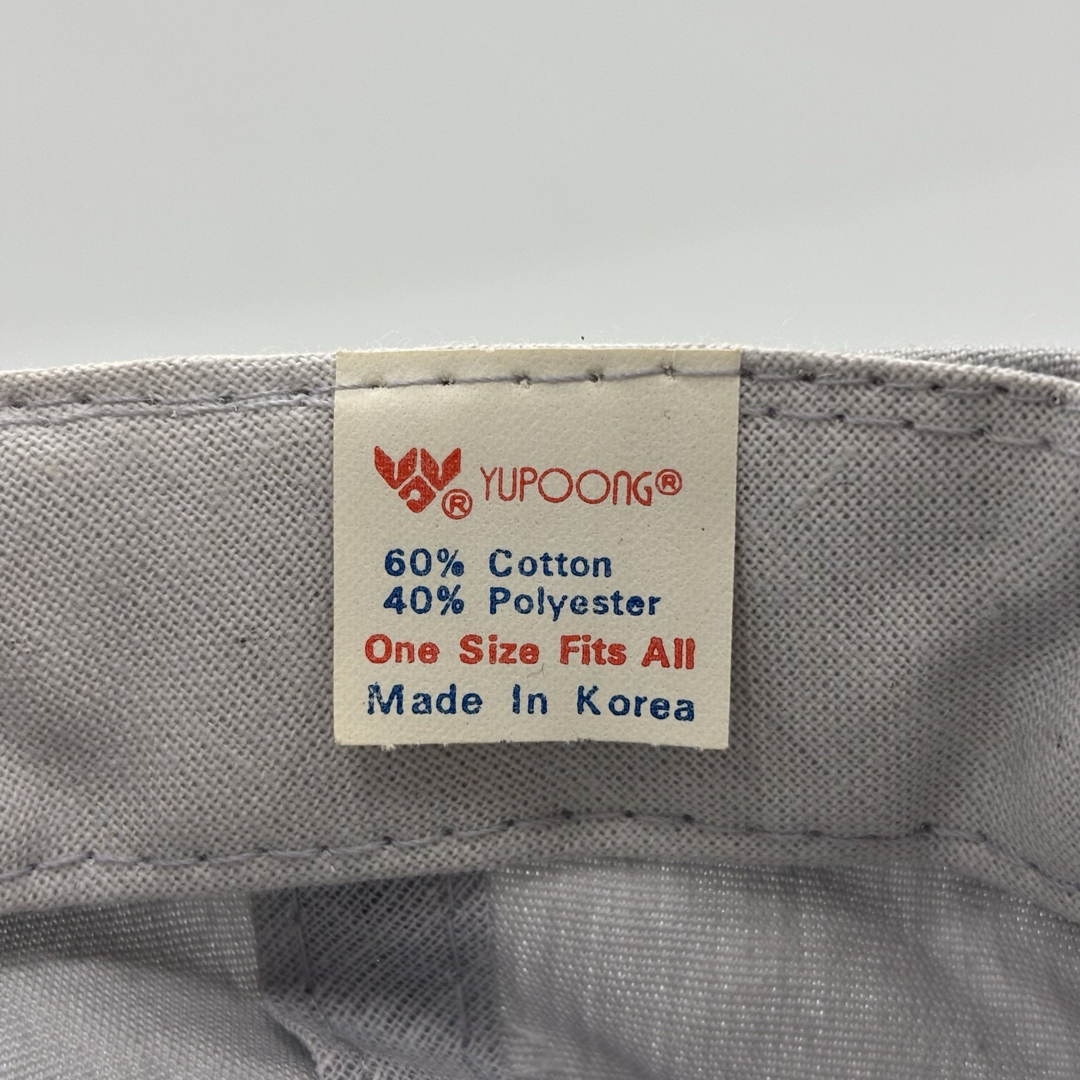 ® YUPOONG®
60% Cotton
40% Polyester
One Size Fits All
Made In Korea